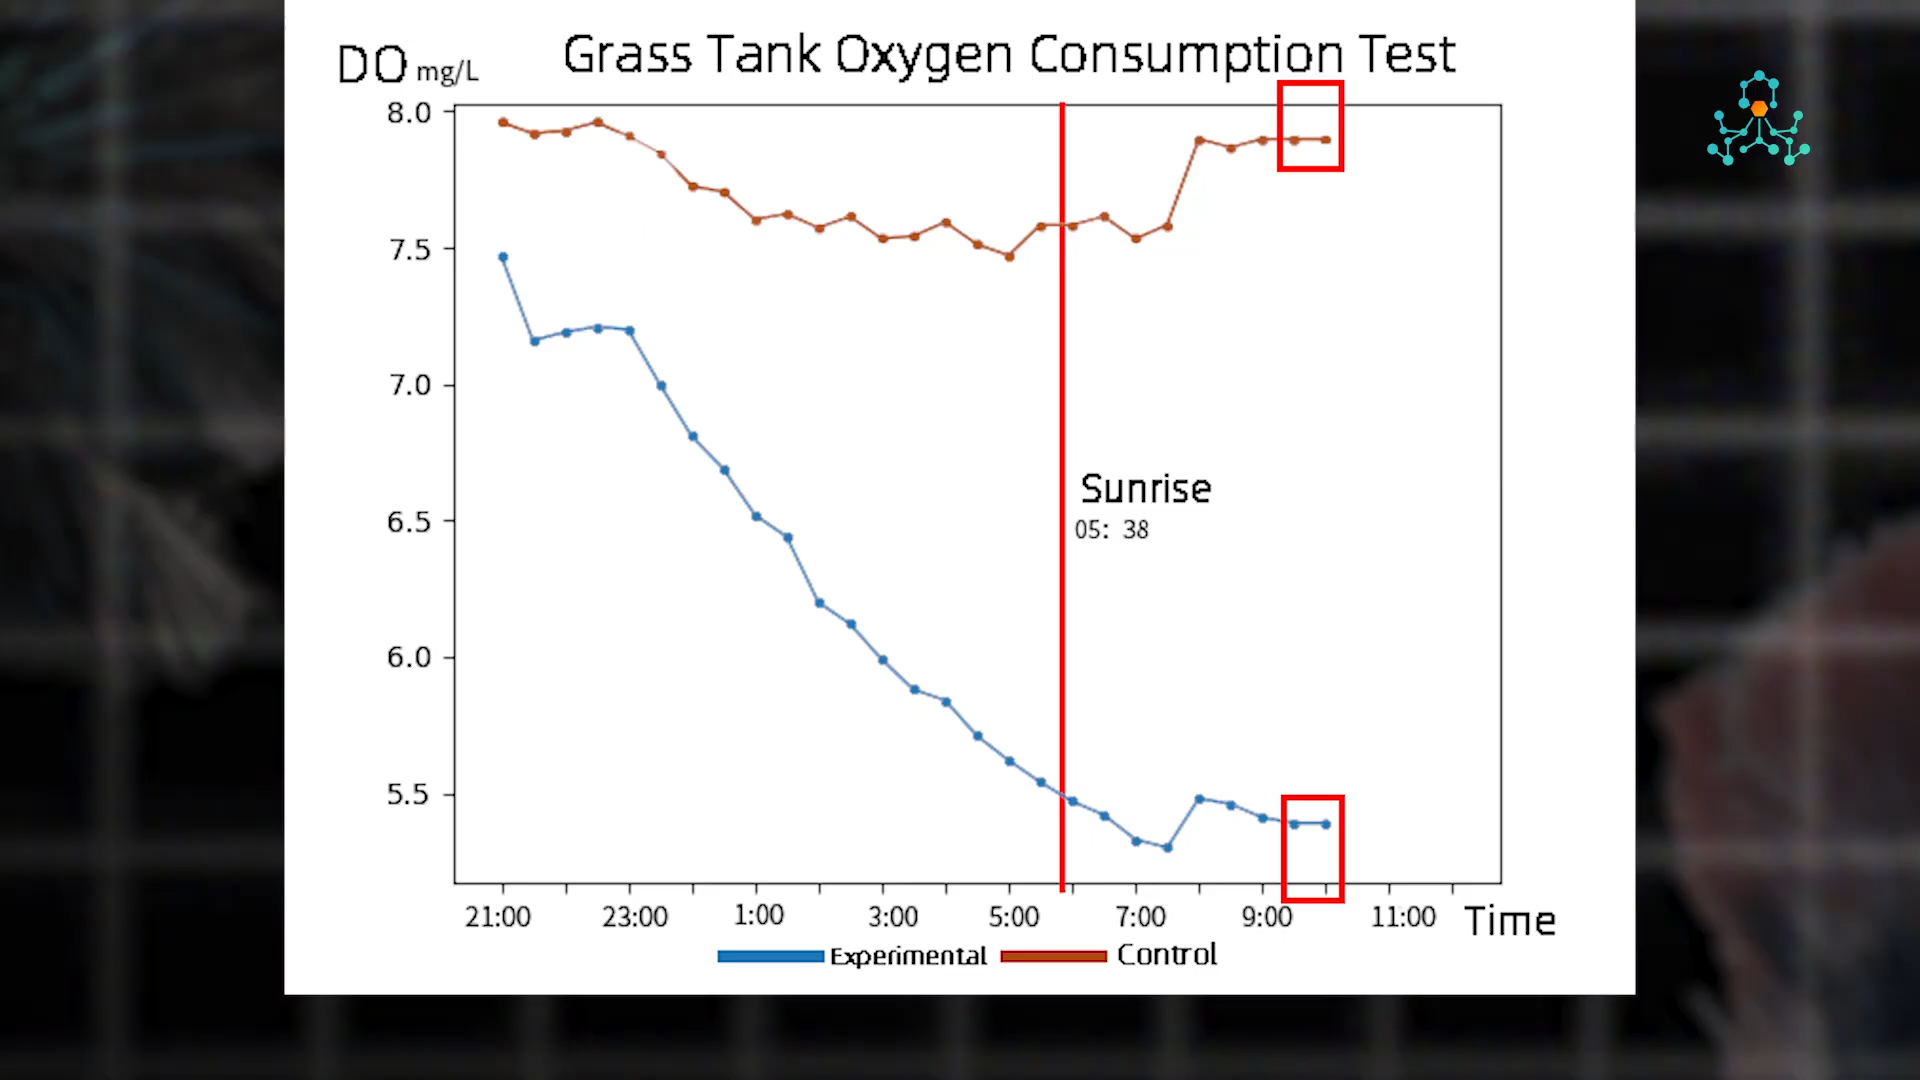 Grass Tank Oxygen Consumption Test
DO mg/L
8.0
7.5
7.0
6.5
6.0
5.5
Sunrise
05: 38
21:00 23:00 1:00 3:00 5:00 7:00 9:00 11:00 Time
Experimental Control